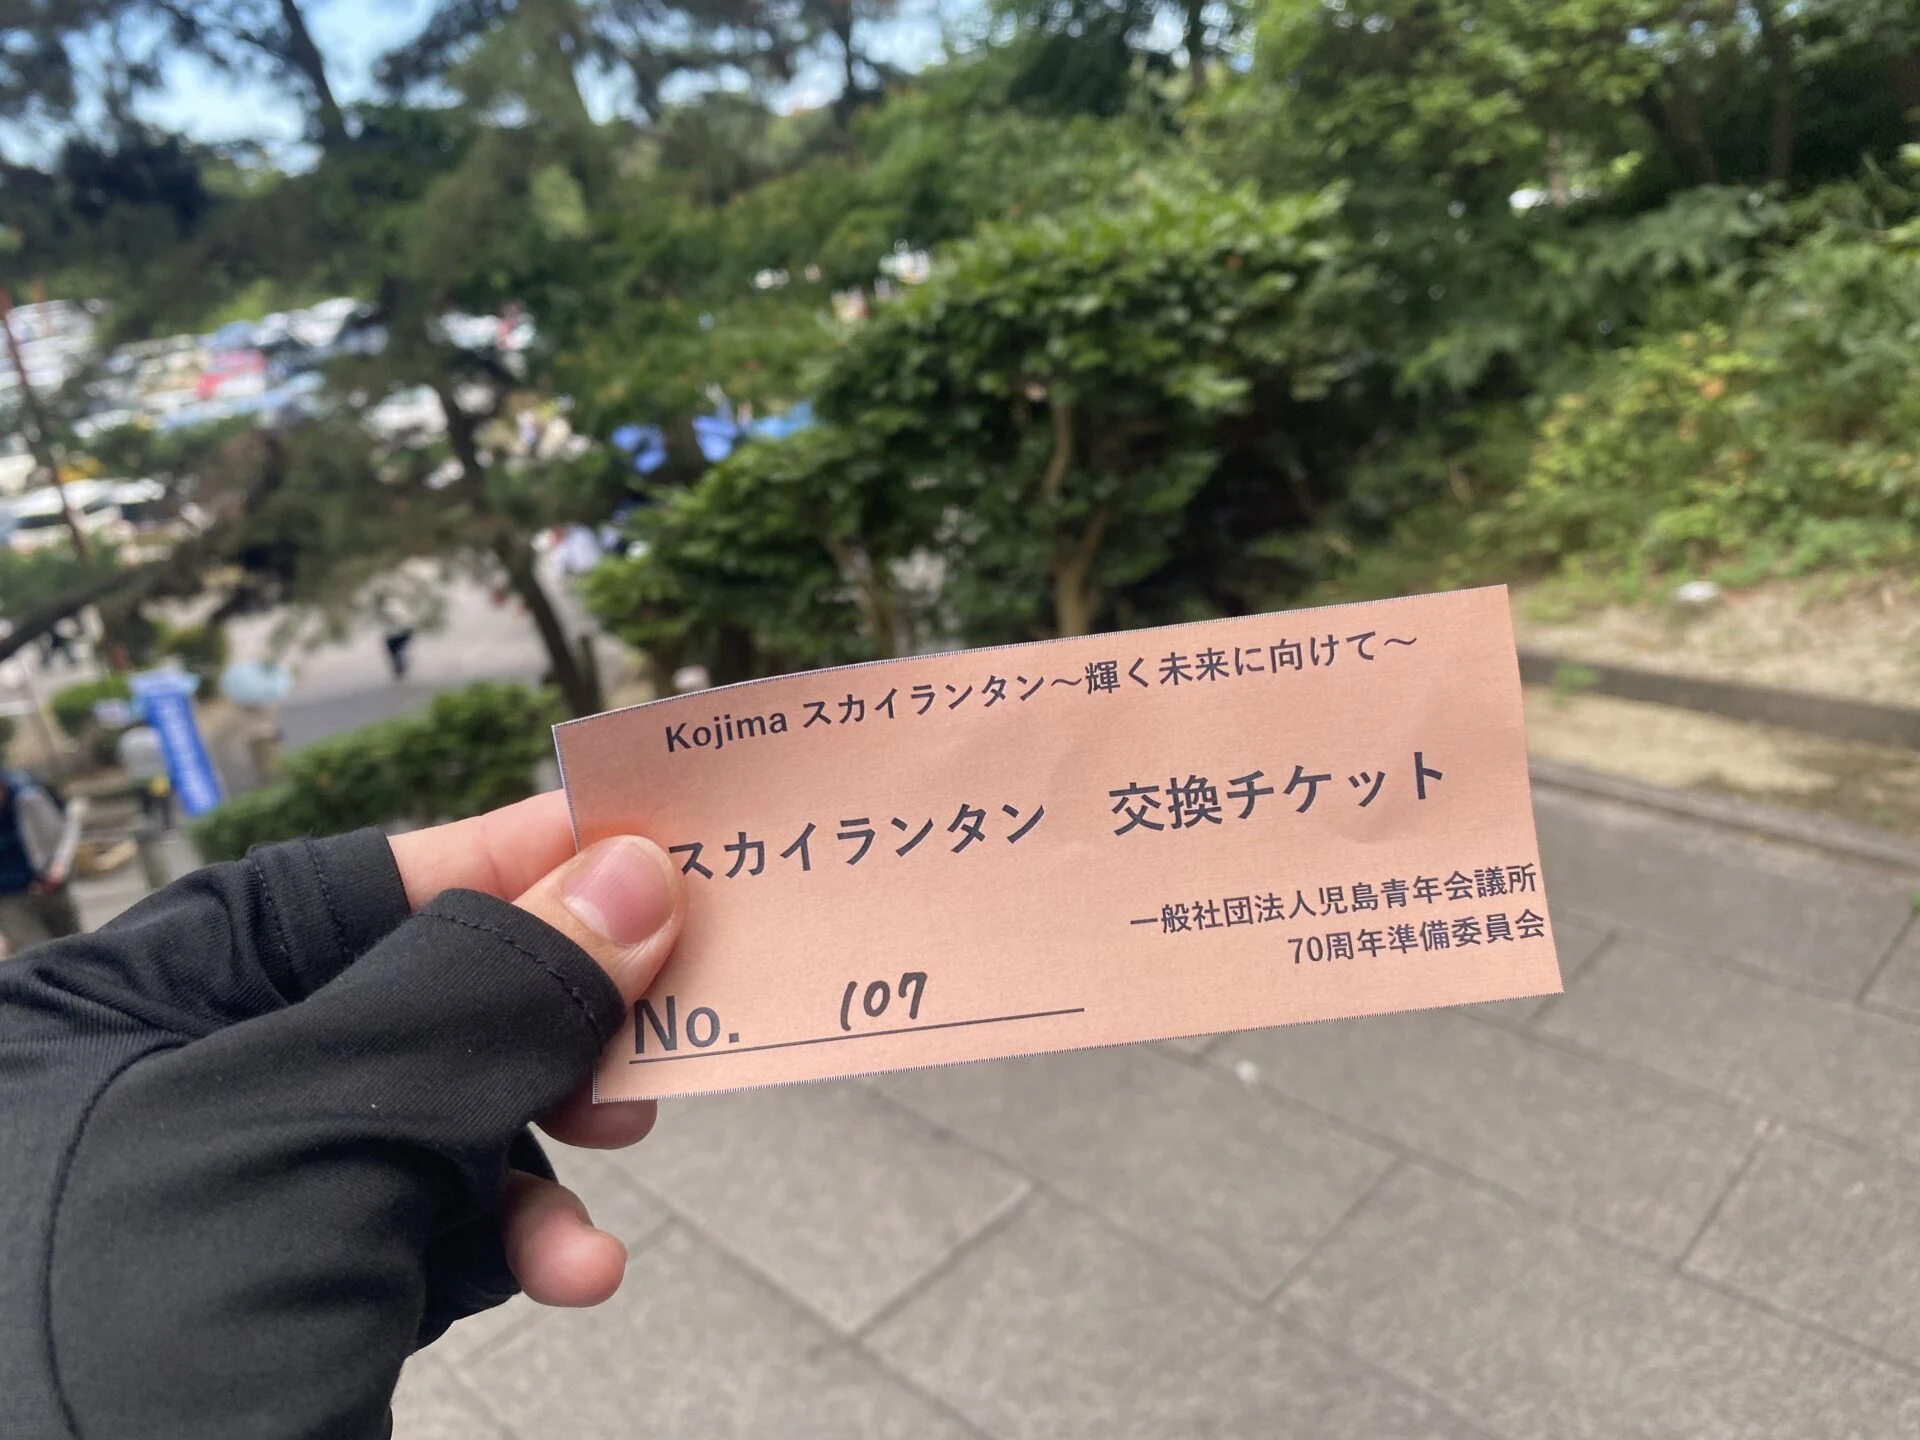 Kojima スカイランタン～輝く未来に向けて～
スカイランタン　交換チケット
一般社団法人児島青年会議所
70周年準備委員会
No. 107